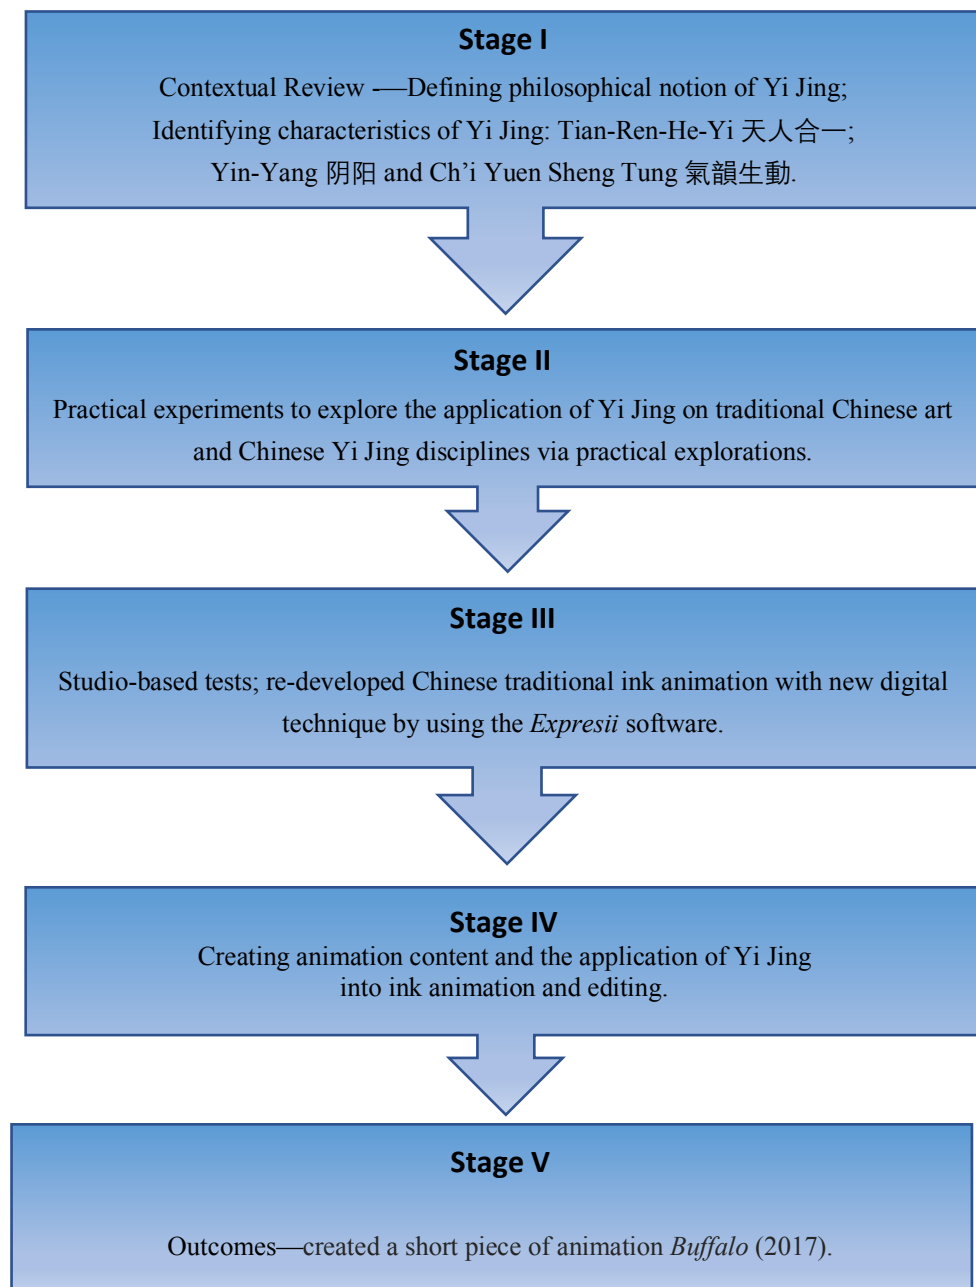 Stage I
Contextual Review -—Defining philosophical notion of Yi Jing;
Identifying characteristics of Yi Jing: Tian-Ren-He-Yi 天人合一;
Yin-Yang 阴阳 and Ch’i Yuen Sheng Tung 氣韻生動.
Stage II
Practical experiments to explore the application of Yi Jing on traditional Chinese art
and Chinese Yi Jing disciplines via practical explorations.
Stage III
Studio-based tests; re-developed Chinese traditional ink animation with new digital
technique by using the Expresii software.
Stage IV
Creating animation content and the application of Yi Jing
into ink animation and editing.
Stage V
Outcomes—created a short piece of animation Buffalo (2017).